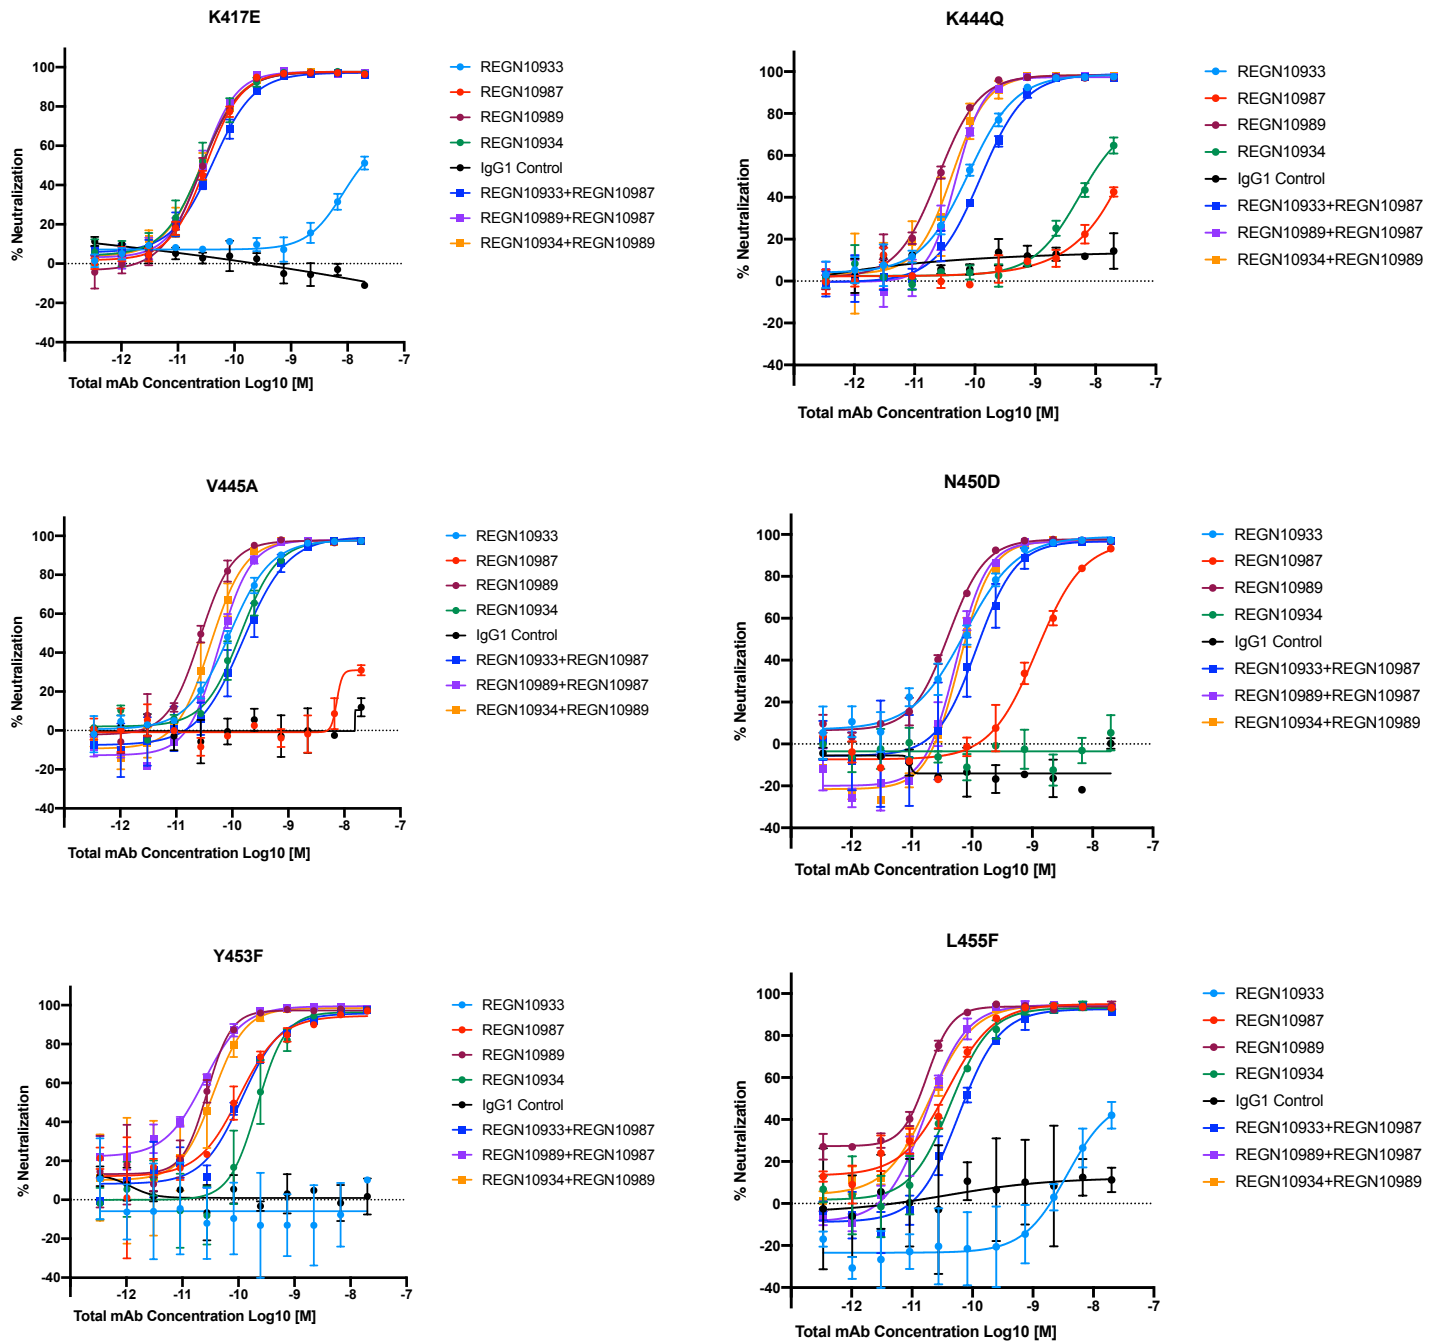 K417E
% Neutralization
100
80
60
40
20
0
-20
-40
-12
-11
-10
-9
-8
-7
Total mAb Concentration Log10 [M]
REGN10933
REGN10987
REGN10989
REGN10934
IgG1 Control
REGN10933+REGN10987
REGN10989+REGN10987
REGN10934+REGN10989
K444Q
% Neutralization
100
80
60
40
20
0
-20
-40
-12
-11
-10
-9
-8
-7
Total mAb Concentration Log10 [M]
REGN10933
REGN10987
REGN10989
REGN10934
IgG1 Control
REGN10933+REGN10987
REGN10989+REGN10987
REGN10934+REGN10989
V445A
% Neutralization
100
80
60
40
20
0
-20
-40
-12
-11
-10
-9
-8
-7
Total mAb Concentration Log10 [M]
REGN10933
REGN10987
REGN10989
REGN10934
IgG1 Control
REGN10933+REGN10987
REGN10989+REGN10987
REGN10934+REGN10989
N450D
% Neutralization
100
80
60
40
20
0
-20
-40
-12
-11
-10
-9
-8
-7
Total mAb Concentration Log10 [M]
REGN10933
REGN10987
REGN10989
REGN10934
IgG1 Control
REGN10933+REGN10987
REGN10989+REGN10987
REGN10934+REGN10989
Y453F
% Neutralization
100
80
60
40
20
0
-20
-40
-12
-11
-10
-9
-8
-7
Total mAb Concentration Log10 [M]
REGN10933
REGN10987
REGN10989
REGN10934
IgG1 Control
REGN10933+REGN10987
REGN10989+REGN10987
REGN10934+REGN10989
L455F
% Neutralization
100
80
60
40
20
0
-20
-40
-12
-11
-10
-9
-8
-7
Total mAb Concentration Log10 [M]
REGN10933
REGN10987
REGN10989
REGN10934
IgG1 Control
REGN10933+REGN10987
REGN10989+REGN10987
REGN10934+REGN10989